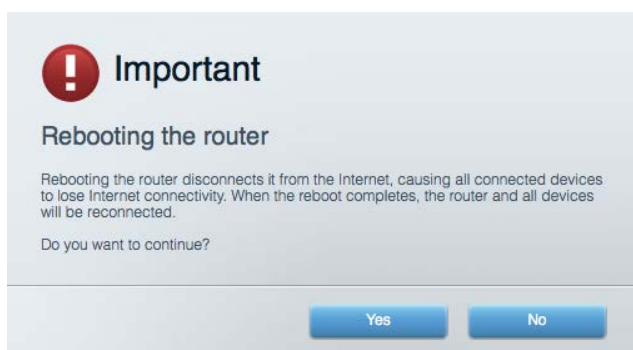 Important
Rebooting the router
Rebooting the router disconnects it from the Internet, causing all connected devices
to lose Internet connectivity. When the reboot completes, the router and all devices
will be reconnected.
Do you want to continue?
Yes No